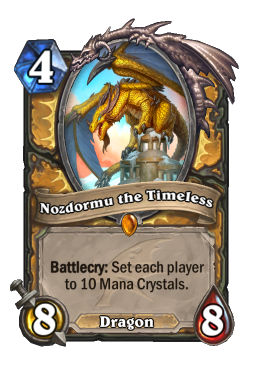 4
Nozdormu the Timeless
Battlecry: Set each player
to 10 Mana Crystals.
8
Dragon
8